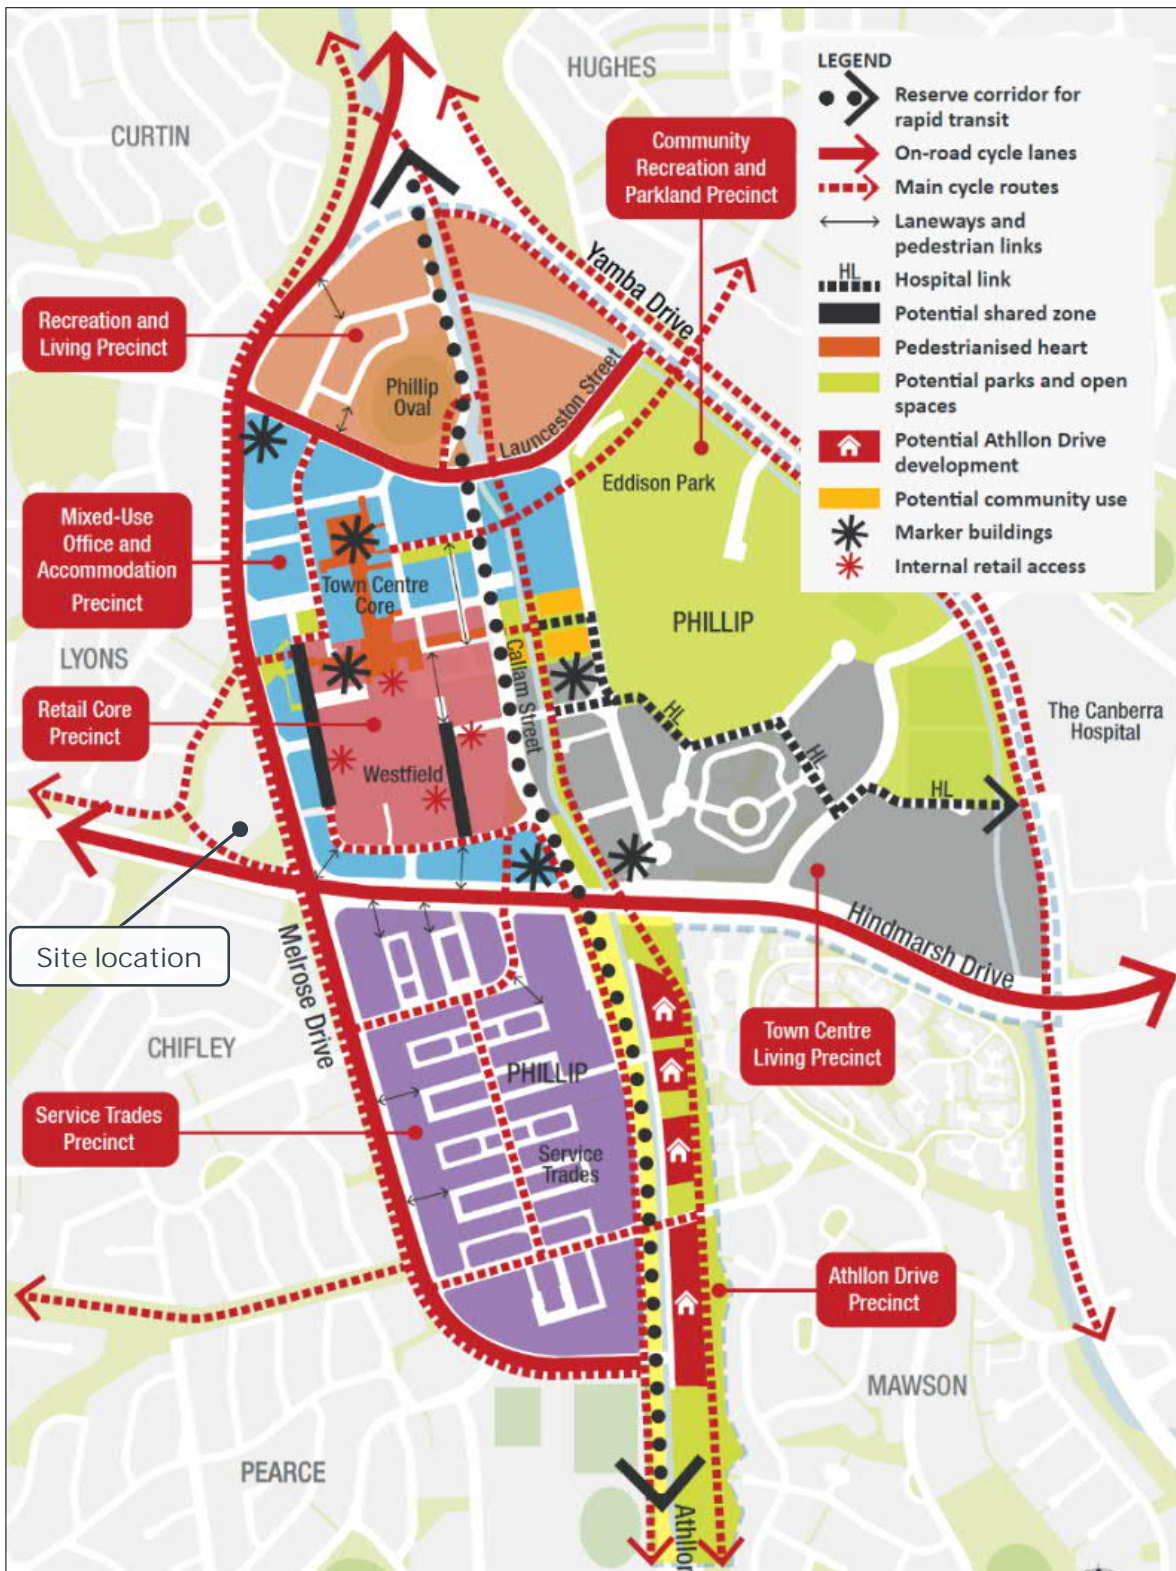 HUGHES
CURTIN
LEGEND
Reserve corridor for
rapid transit
On-road cycle lanes
Main cycle routes
Laneways and
pedestrian links
HL
Hospital link
Potential shared zone
Pedestrianised heart
Potential parks and open
spaces
Potential Athllon Drive
development
Potential community use
Marker buildings
Internal retail access
Community
Recreation and
Parkland Precinct
Yamba Drive
Recreation and
Living Precinct
Phillip
Oval
Launceston Street
Eddison Park
Mixed-Use
Office and
Accommodation
Precinct
Town Centre
Core
PHILLIP
LYONS
Callam Street
Retail Core
Precinct
Westfield
HL
HL
HL
The Canberra
Hospital
Site location
Melrose Drive
Hindmarsh Drive
Town Centre
Living Precinct
CHIFLEY
PHILLIP
Service Trades
Precinct
Service
Trades
Athllon Drive
Precinct
MAWSON
PEARCE